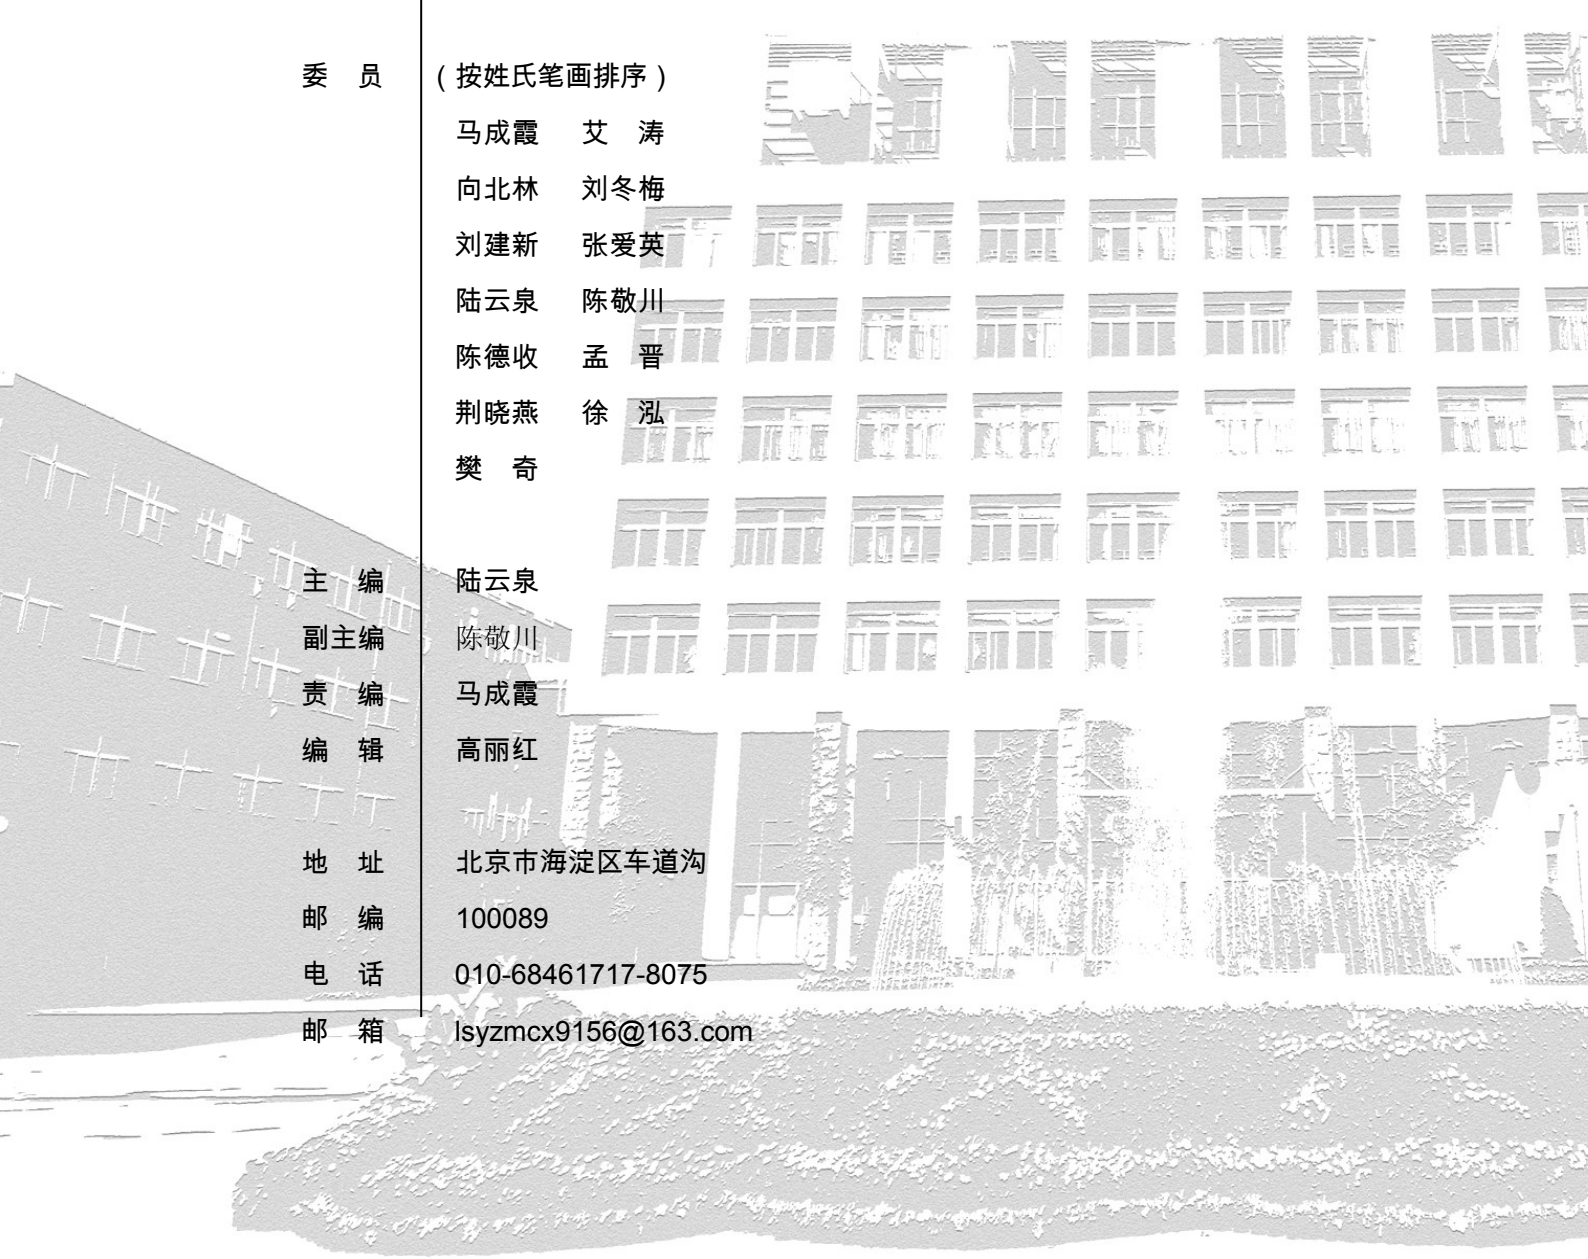 委　员　（按姓氏笔画排序）
马成霞　艾　涛
向北林　刘冬梅
刘建新　张爱英
陆云泉　陈敬川
陈德收　孟　晋
荆晓燕　徐　泓
樊　奇
主　编　陆云泉
副主编　陈敬川
责　编　马成霞
编　辑　高丽红
地　址　北京市海淀区车道沟
邮　编　100089
电　话　010-68461717-8075
邮　箱　lsyzmcx9156@163.com